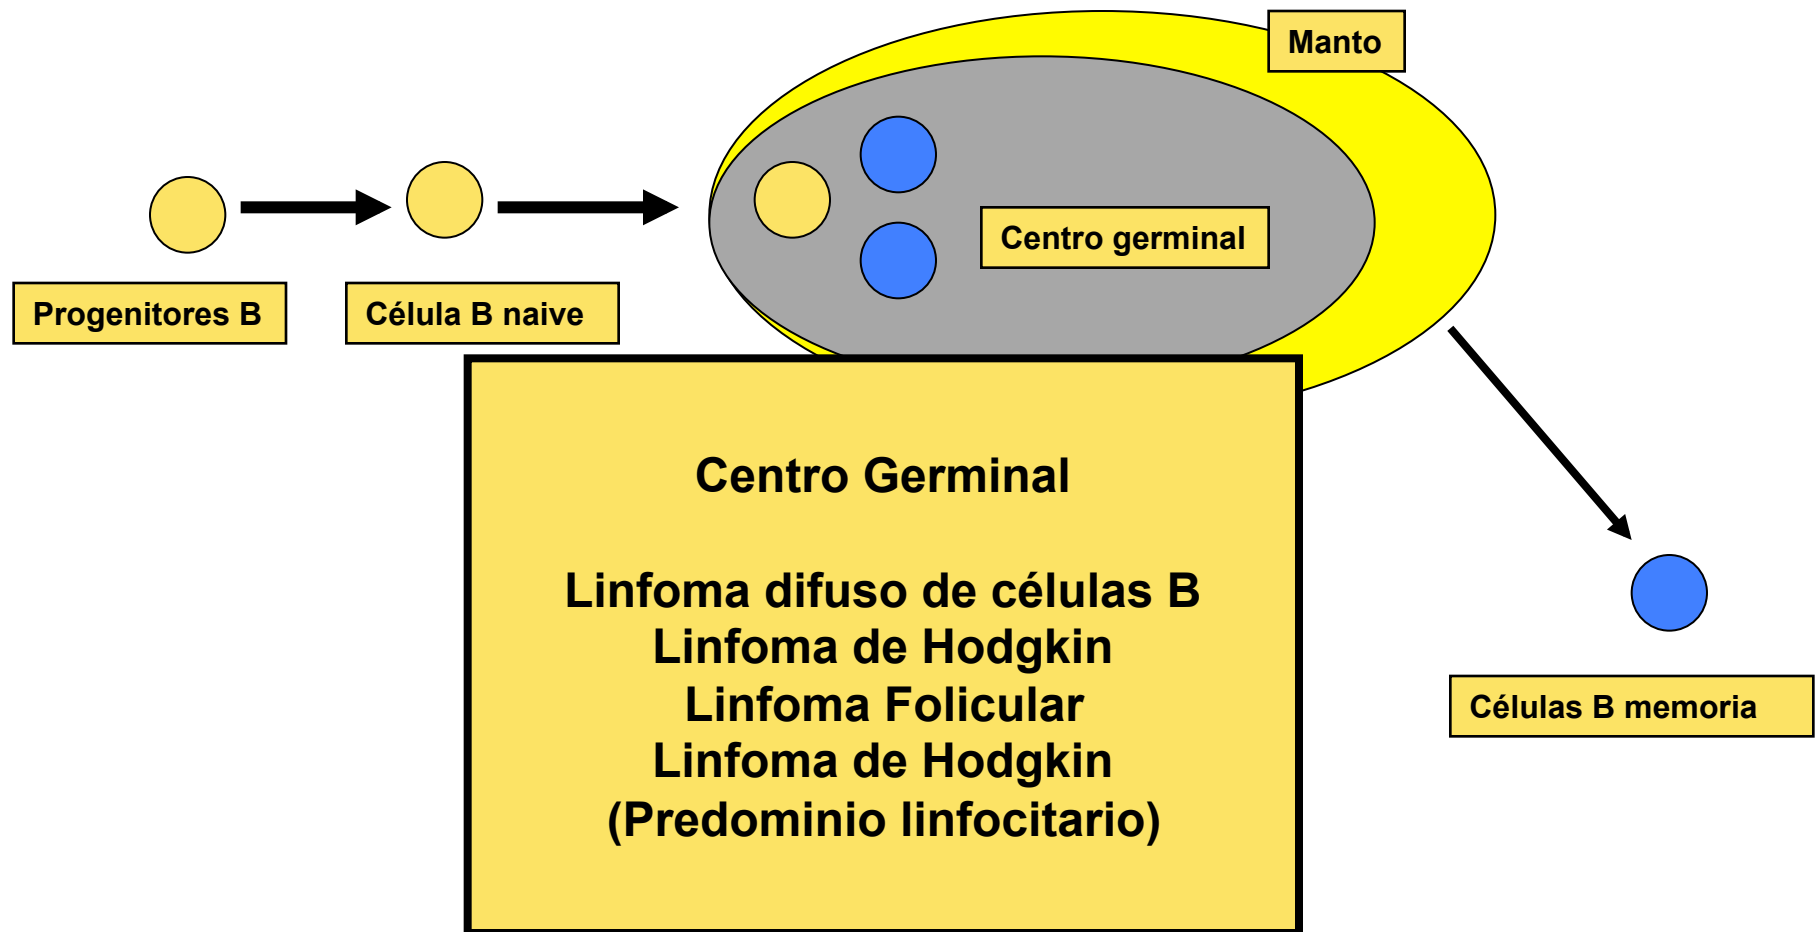 Manto
Centro germinal
Progenitores B
Célula B naive
Centro Germinal
Linfoma difuso de células B
Linfoma de Hodgkin
Linfoma Folicular
Linfoma de Hodgkin
(Predominio linfocitario)
Células B memoria